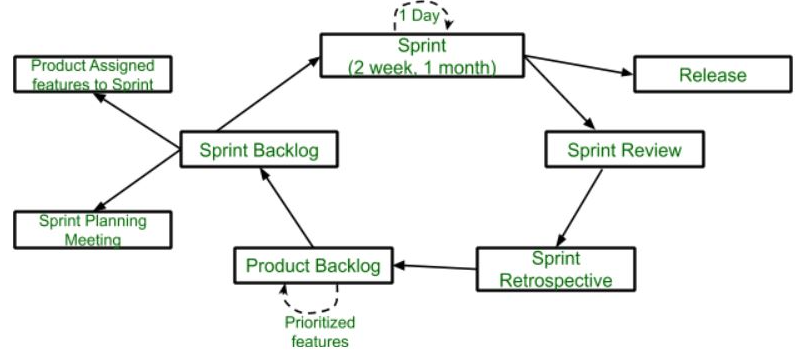 1 Day
Sprint
(2 week, 1 month)
Product Assigned
features to Sprint
Release
Sprint Backlog
Sprint Review
Sprint Planning
Meeting
Product Backlog
Sprint
Retrospective
Prioritized
features